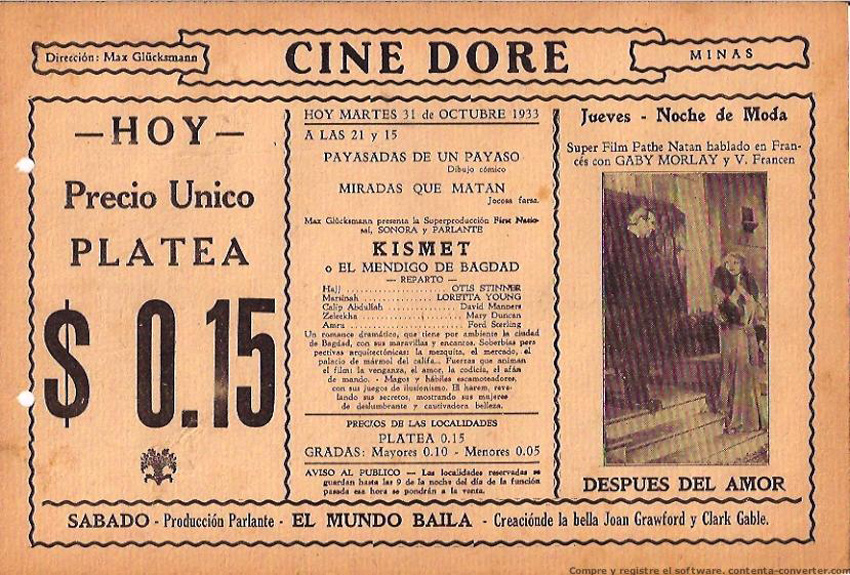 Dirección: Max Glücksmann
CINE DORE
MINAS
—HOY—
Precio Unico
PLATEA
$ 0.15
HOY MARTES 31 de OCTUBRE 1933
A LAS 21 y 15
PAYASADAS DE UN PAYASO
Dibujo cómico
MIRADAS QUE MATAN
Jocosa farsa.
Max Glücksmann presenta la Superproducción First Natio-
nal, SONORA y PARLANTE
KISMET
o EL MENDIGO DE BAGDAD
— REPARTO —
Hajj ..................... OTIS STINNER
Marsinah ................ LORETTA YOUNG
Calip Abdullah ................ David Manners
Zeleekha ..................... Mary Duncan
Amru ........................ Ford Sterling
Un romance dramático, que tiene por ambiente la ciudad
de Bagdad, con sus maravillas y encantos. Soberbias pers
pectivas arquitectónicas: la mezquita, el mercado, el
palacio de mármol del califa... Fuerzas que animan
el film: la venganza, el amor, la codicia, el afán
de mando. - Magos y hábiles escamoteadores,
con sus juegos de ilusionismo. El harem, reve-
lando sus secretos, mostrando sus mujeres
de deslumbrante y cautivadora belleza.
PRECIOS DE LAS LOCALIDADES
PLATEA 0.15
GRADAS: Mayores 0.10 - Menores 0.05
AVISO AL PUBLICO — Las localidades reservadas se
guardan hasta las 9 de la noche del día de la función
pasada esa hora se pondrán a la venta.
Jueves - Noche de Moda
Super Film Pathe Natan hablado en Fran-
cés con GABY MORLAY y V. Francen
DESPUES DEL AMOR
SABADO - Producción Parlante - EL MUNDO BAILA - Creaciónde la bella Joan Grawford y Clark Gable.
Compre y registre el software. contenta-converter.com